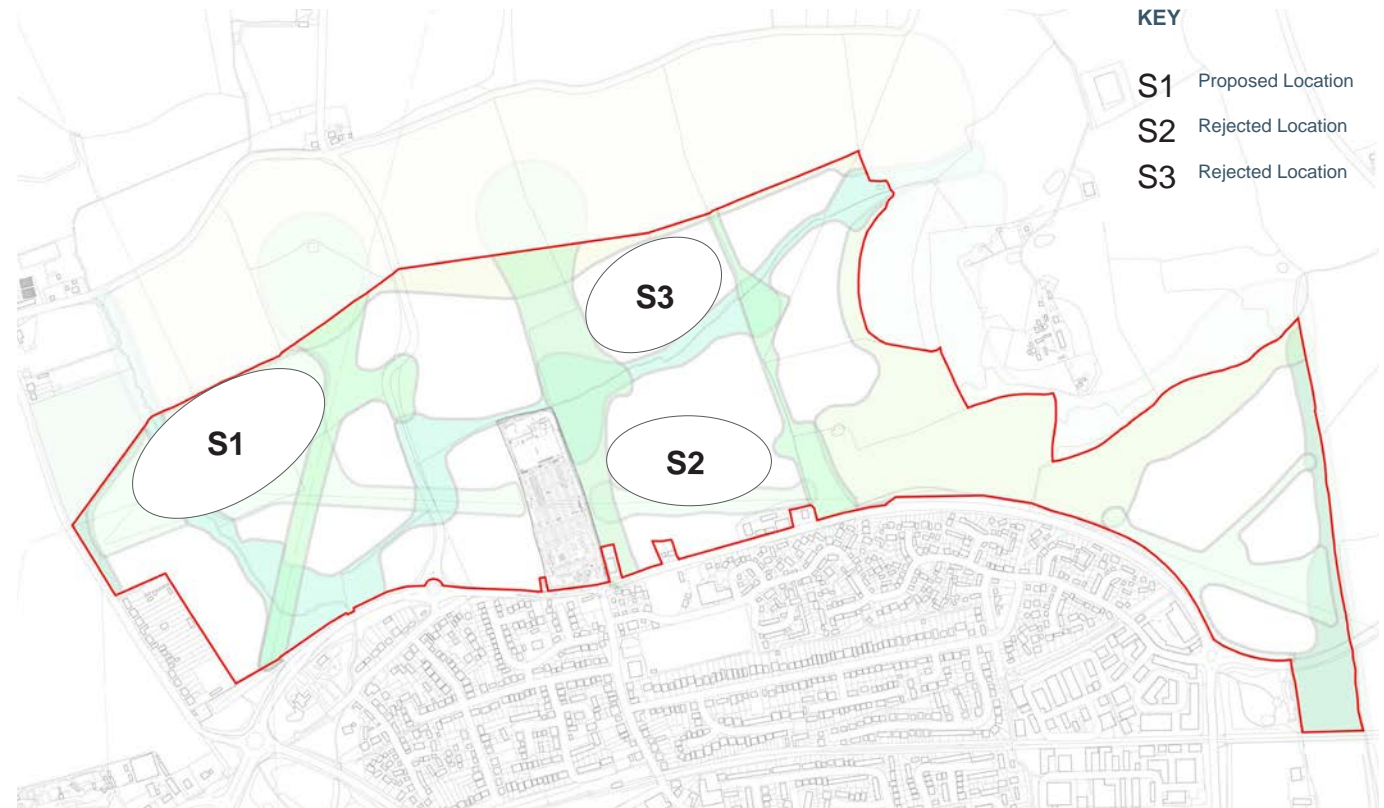 KEY
S1 Proposed Location
S2 Rejected Location
S3 Rejected Location
S3
S1
S2